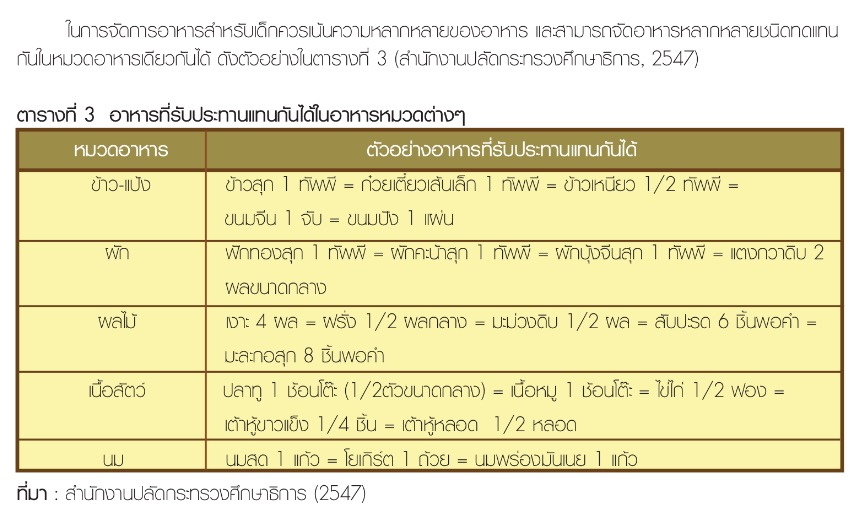 ในการจัดการอาหารสำหรับเด็กควรเน้นความหลากหลายของอาหาร และสามารถจัดอาหารหลากหลายชนิดทดแทน
กันในหมวดอาหารเดียวกันได้ ดังตัวอย่างในตารางที่ 3 (สำนักงานปลัดกระทรวงศึกษาธิการ, 2547)
ตารางที่ 3 อาหารที่รับประทานแทนกันได้ในอาหารหมวดต่างๆ
หมวดอาหาร ตัวอย่างอาหารที่รับประทานแทนกันได้
ข้าว-แป้ง ข้าวสุก 1 ทัพพี = ก๋วยเตี๋ยวเส้นเล็ก 1 ทัพพี = ข้าวเหนียว 1/2 ทัพพี =
ขนมจีน 1 จับ = ขนมปัง 1 แผ่น
ผัก ฟักทองสุก 1 ทัพพี = ผักคะน้าสุก 1 ทัพพี = ผักบุ้งจีนสุก 1 ทัพพี = แตงกวาดิบ 2
ผลขนาดกลาง
ผลไม้ เงาะ 4 ผล = ฝรั่ง 1/2 ผลกลาง = มะม่วงดิบ 1/2 ผล = สับปะรด 6 ชิ้นพอคำ =
มะละกอสุก 8 ชิ้นพอคำ
เนื้อสัตว์ ปลาทู 1 ช้อนโต๊ะ (1/2ตัวขนาดกลาง) = เนื้อหมู 1 ช้อนโต๊ะ = ไข่ไก่ 1/2 ฟอง =
เต้าหู้ขาวแข็ง 1/4 ชิ้น = เต้าหู้หลอด 1/2 หลอด
นม นมสด 1 แก้ว = โยเกิร์ต 1 ถ้วย = นมพร่องมันเนย 1 แก้ว
ที่มา : สำนักงานปลัดกระทรวงศึกษาธิการ (2547)